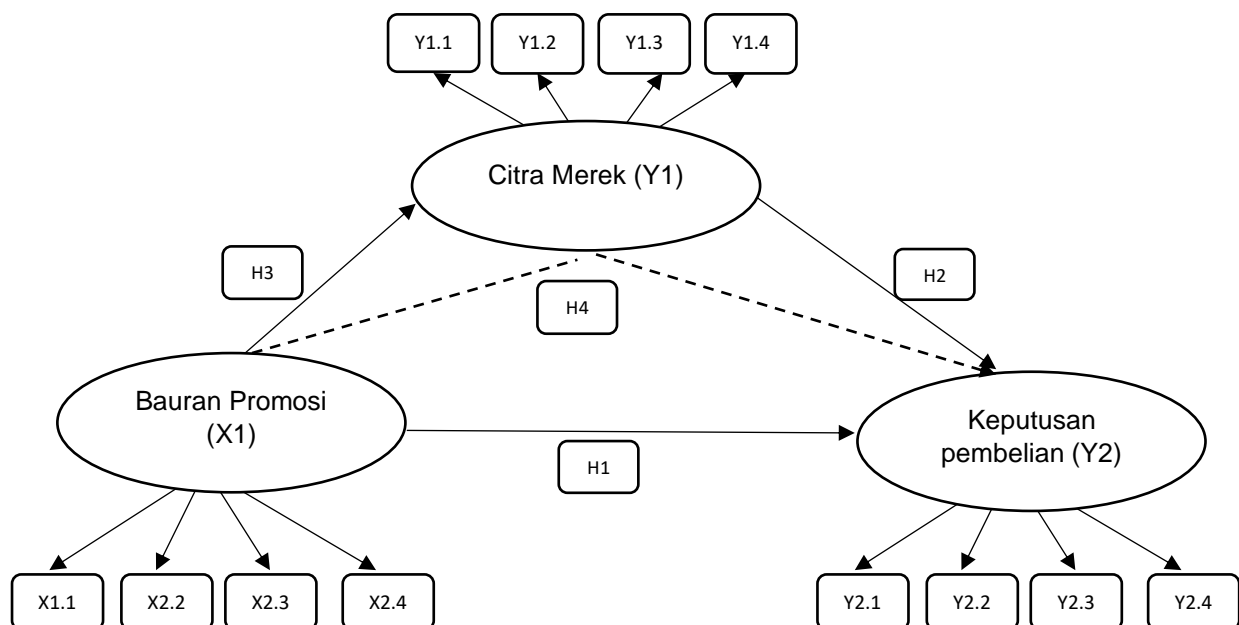 Y1.1
Y1.2
Y1.3
Y1.4
Citra Merek (Y1)
H3
H2
H4
Bauran Promosi
(X1)
Keputusan
pembelian (Y2)
H1
X1.1
X2.2
X2.3
X2.4
Y2.1
Y2.2
Y2.3
Y2.4